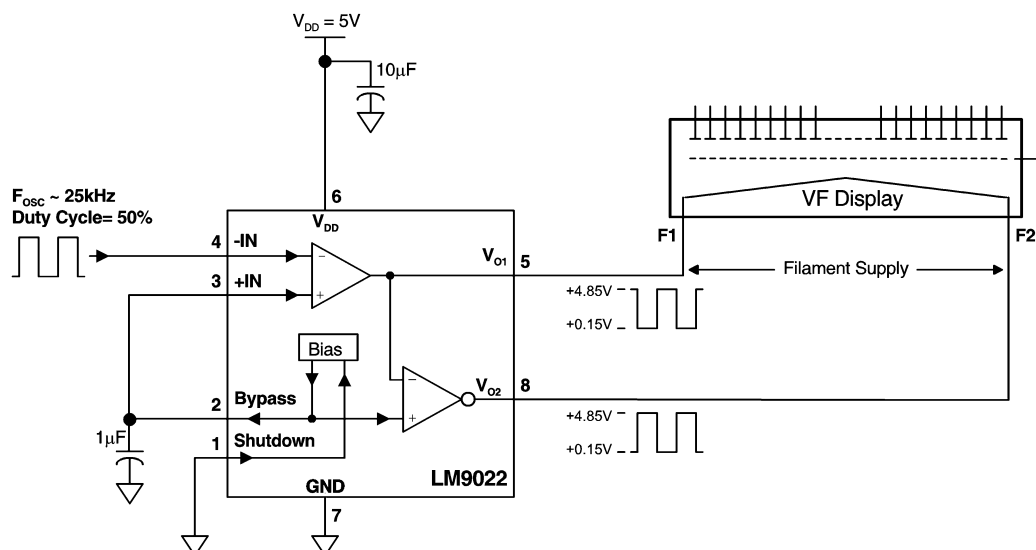 V_DD = 5V
10μF
F_OSC ~ 25kHz
Duty Cycle= 50%
6
V_DD
4 -IN
−
3 +IN
+
V_O1 5
Bias
−
+
V_O2 8
2 Bypass
1μF
1 Shutdown
LM9022
GND
7
VF Display
F1
F2
Filament Supply
+4.85V
+0.15V
+4.85V
+0.15V